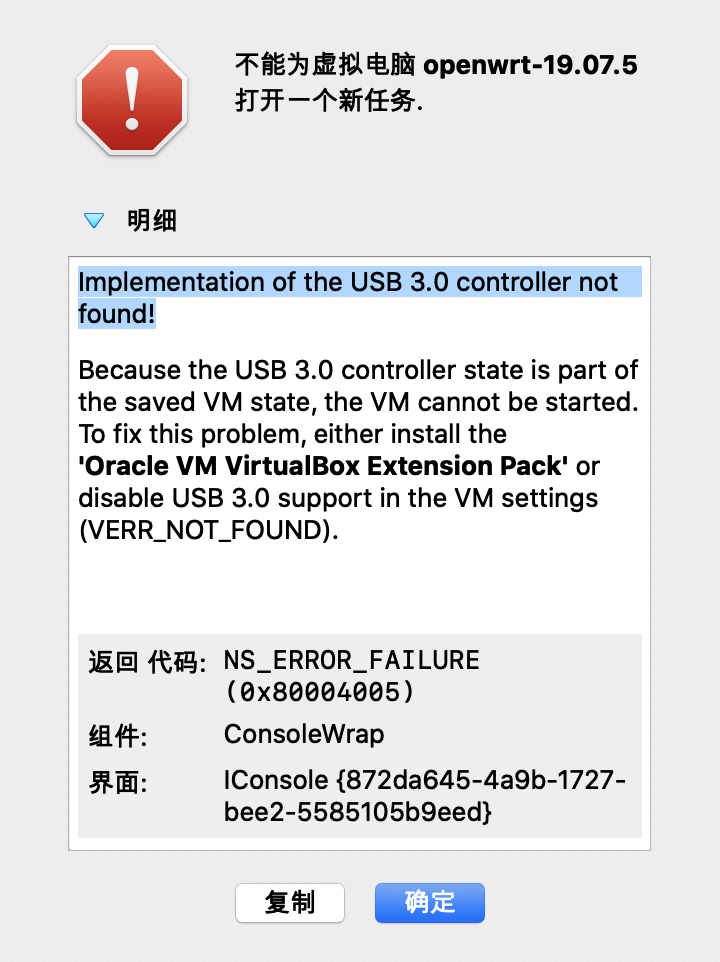 不能为虚拟电脑 openwrt-19.07.5
打开一个新任务.
明细
Implementation of the USB 3.0 controller not
found!
Because the USB 3.0 controller state is part of
the saved VM state, the VM cannot be started.
To fix this problem, either install the
'Oracle VM VirtualBox Extension Pack' or
disable USB 3.0 support in the VM settings
(VERR_NOT_FOUND).
返回 代码: NS_ERROR_FAILURE
(0x80004005)
组件: ConsoleWrap
界面: IConsole {872da645-4a9b-1727-
bee2-5585105b9eed}
复制 确定